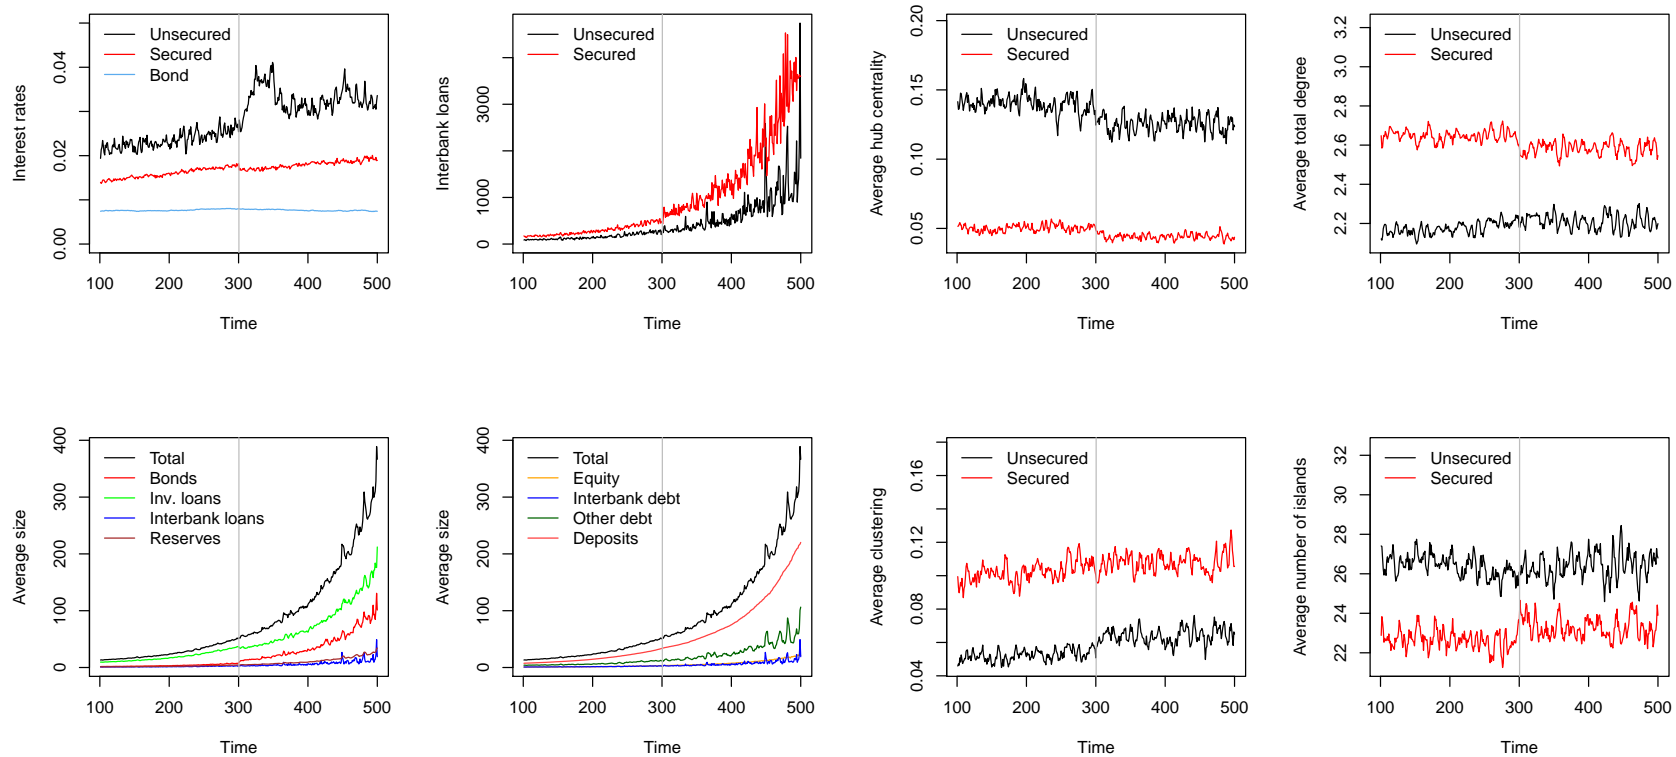 Unsecured
Secured
Bond
0.00
0.02
0.04
Interest rates
100
200
300
400
500
Time
Unsecured
Secured
0
1000
3000
Interbank loans
100
200
300
400
500
Time
Unsecured
Secured
0.05
0.10
0.15
0.20
Average hub centrality
100
200
300
400
500
Time
Unsecured
Secured
2.2
2.4
2.6
2.8
3.0
3.2
Average total degree
100
200
300
400
500
Time
Total
Bonds
Inv. loans
Interbank loans
Reserves
0
100
200
300
400
Average size
100
200
300
400
500
Time
Total
Equity
Interbank debt
Other debt
Deposits
0
100
200
300
400
Average size
100
200
300
400
500
Time
Unsecured
Secured
0.04
0.08
0.12
0.16
Average clustering
100
200
300
400
500
Time
Unsecured
Secured
22
24
26
28
30
32
Average number of islands
100
200
300
400
500
Time